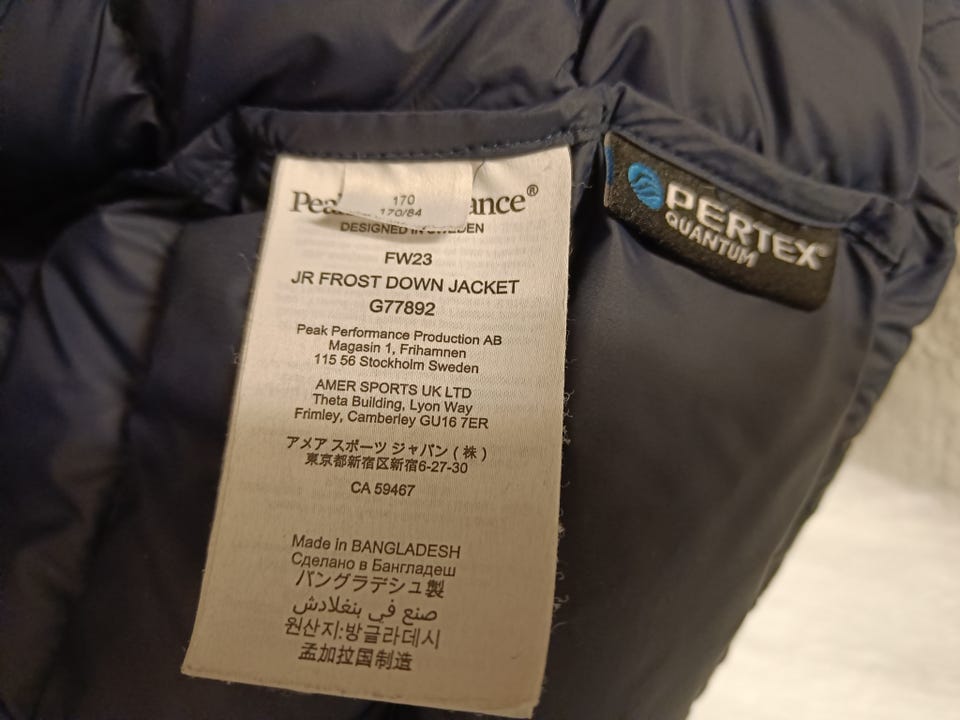 170
170/84
Pea ance®
DESIGNED IN SWEDEN
FW23
JR FROST DOWN JACKET
G77892
Peak Performance Production AB
Magasin 1, Frihamnen
115 56 Stockholm Sweden
AMER SPORTS UK LTD
Theta Building, Lyon Way
Frimley, Camberley GU16 7ER
アメア スポーツ ジャパン ( 株 )
東京都新宿区新宿6-27-30
CA 59467
Made in BANGLADESH
Сделано в Бангладеш
バングラデシュ製
صنع في بنغلادش
원산지:방글라데시
孟加拉国制造
PERTEX®
QUANTUM